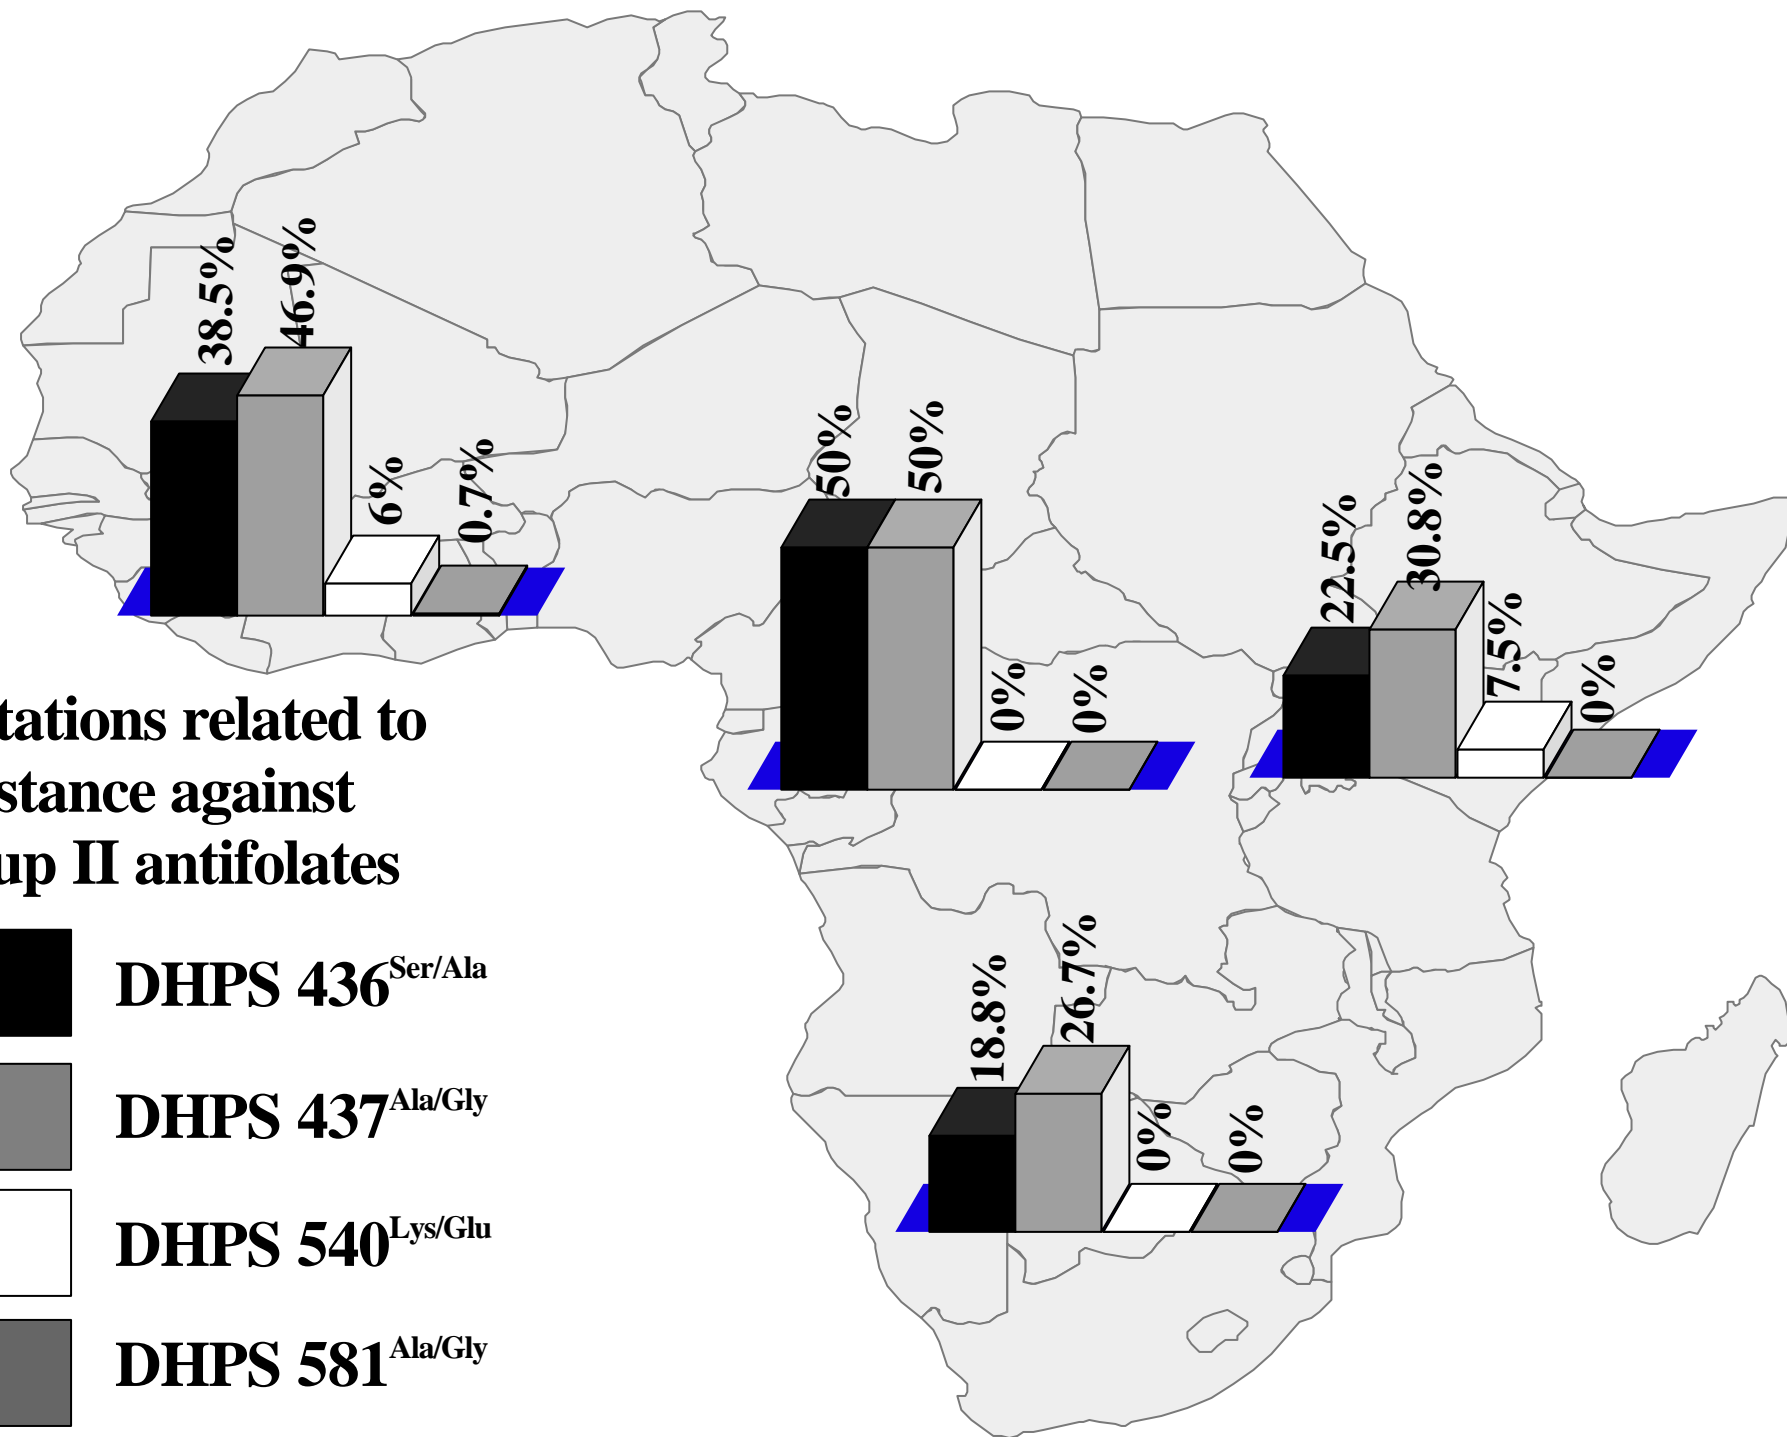 38.5%
46.9%
6%
0.7%
50%
50%
0%
0%
22.5%
30.8%
7.5%
0%
18.8%
26.7%
0%
0%
tations related to
stance against
up II antifolates
DHPS 436Ser/Ala
DHPS 437Ala/Gly
DHPS 540Lys/Glu
DHPS 581Ala/Gly